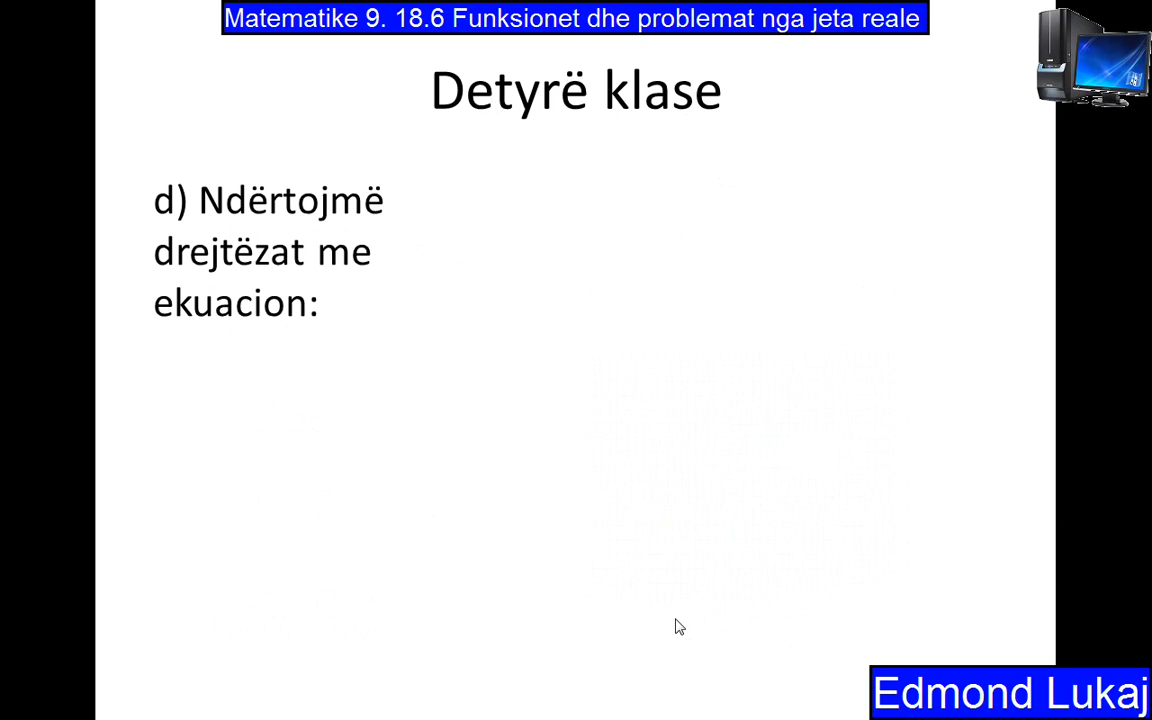 Matematike 9. 18.6 Funksionet dhe problemat nga jeta reale
Detyrë klase
d) Ndërtojmë
drejtëzat me
ekuacion:
Edmond Lukaj